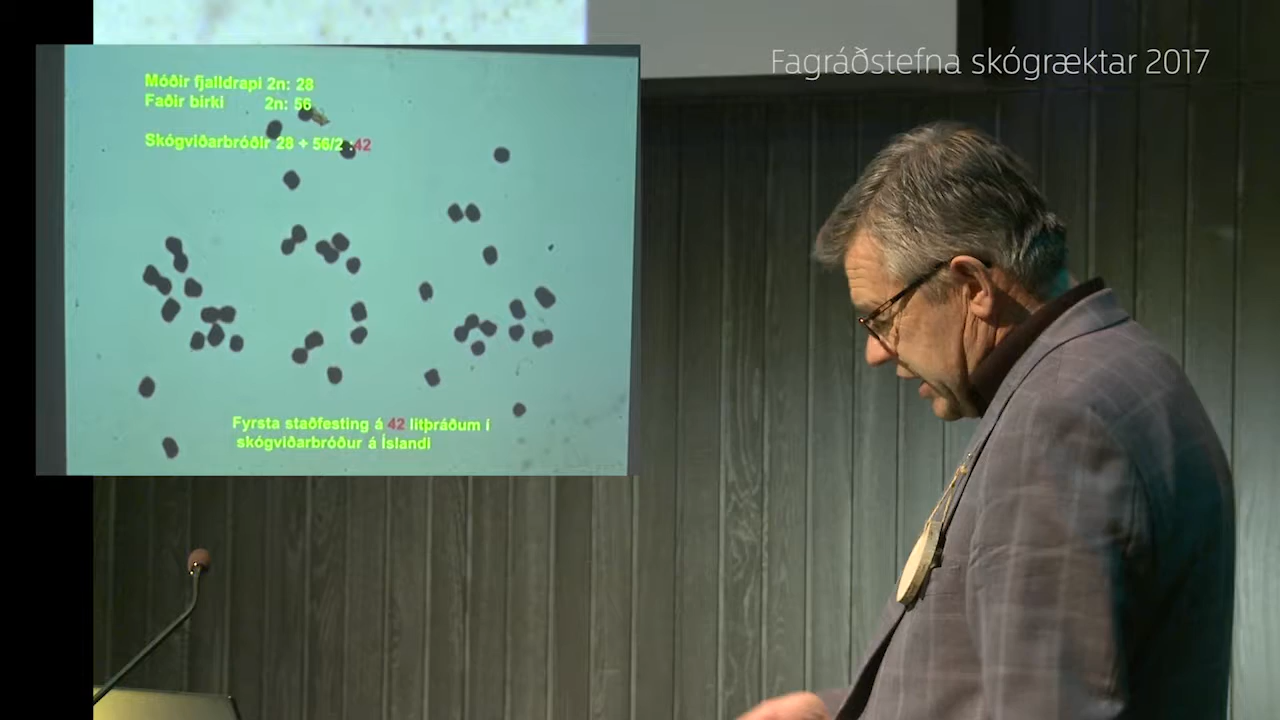 Fagráðstefna skógræktar 2017
Móðir fjalldrapi 2n: 28
Faðir birki 2n: 56
Skógviðarbróðir 28 + 56/2 :42
Fyrsta staðfesting á 42 litþráðum í
skógviðarbróður á Íslandi